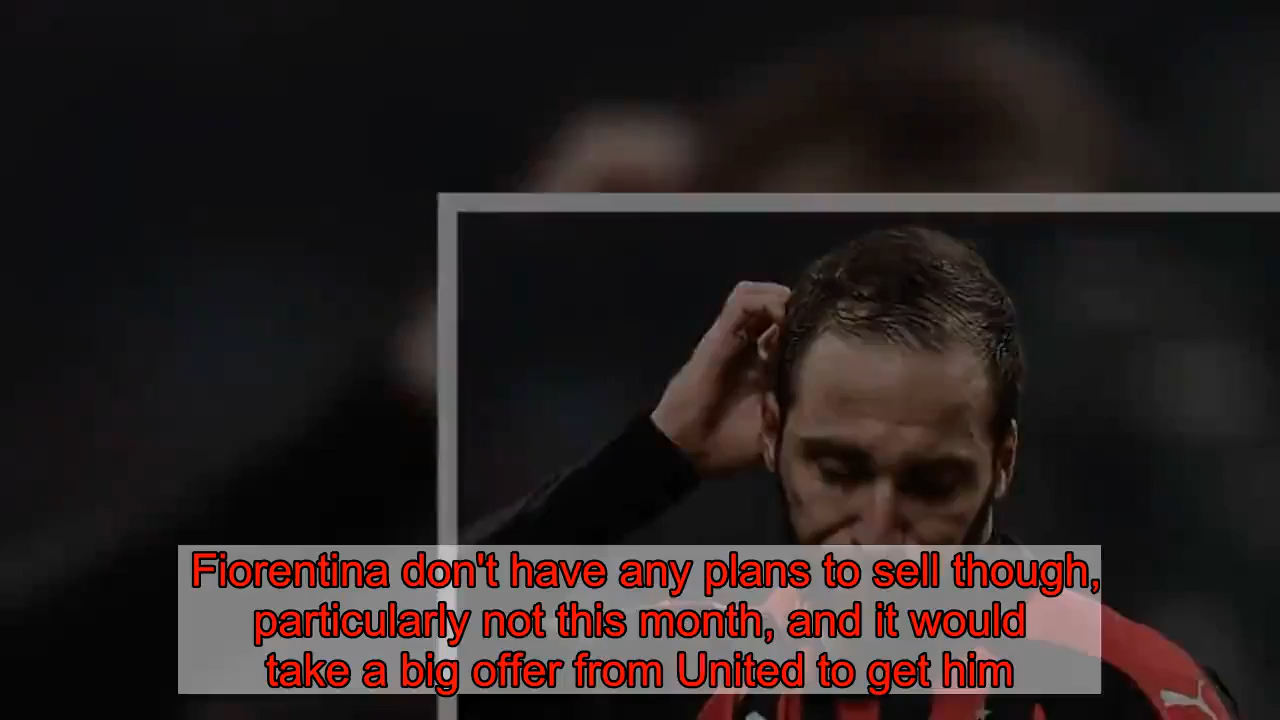 Fiorentina don't have any plans to sell though,
particularly not this month, and it would
take a big offer from United to get him